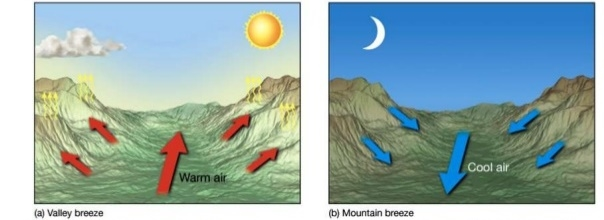 Warm air
Cool air
(a) Valley breeze
(b) Mountain breeze